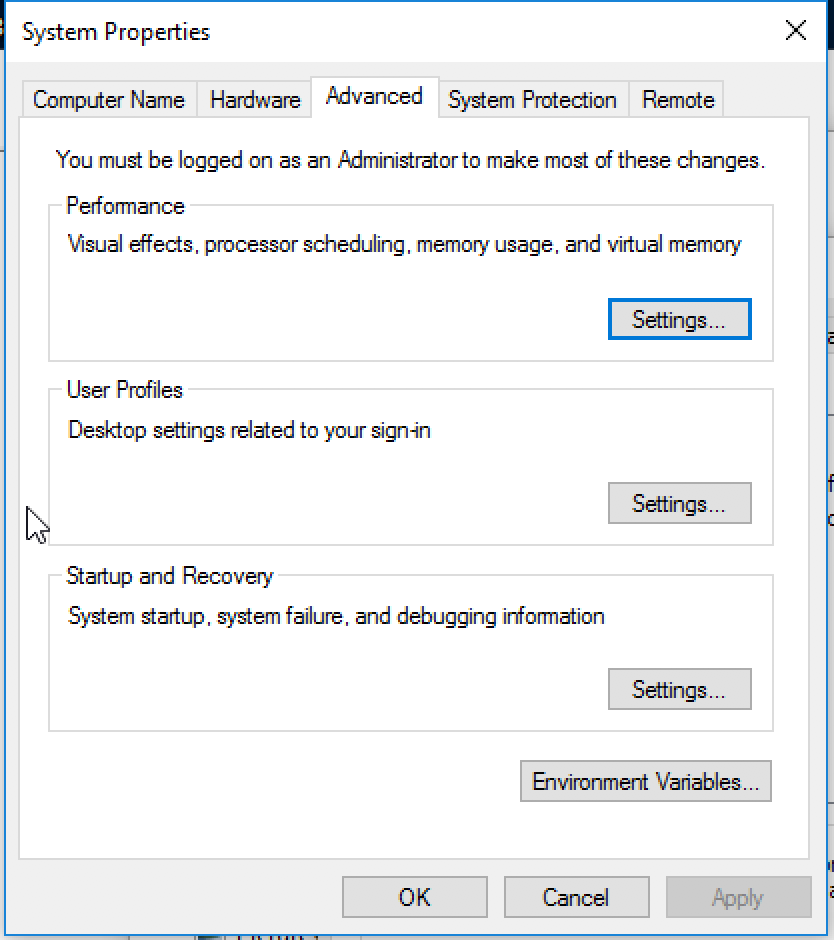 System Properties
Computer Name Hardware Advanced System Protection Remote
You must be logged on as an Administrator to make most of these changes.
Performance
Visual effects, processor scheduling, memory usage, and virtual memory
Settings...
User Profiles
Desktop settings related to your sign-in
Settings...
Startup and Recovery
System startup, system failure, and debugging information
Settings...
Environment Variables...
OK Cancel Apply